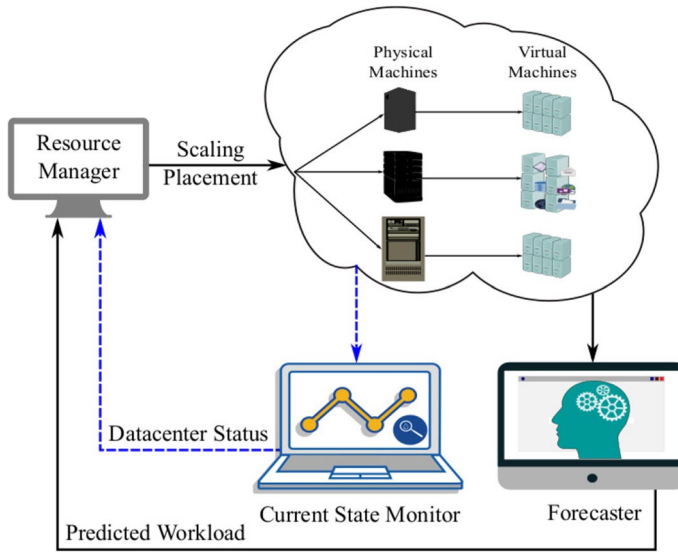 Physical
Machines
Virtual
Machines
Resource
Manager
Scaling
Placement
Datacenter Status
Current State Monitor
Forecaster
Predicted Workload